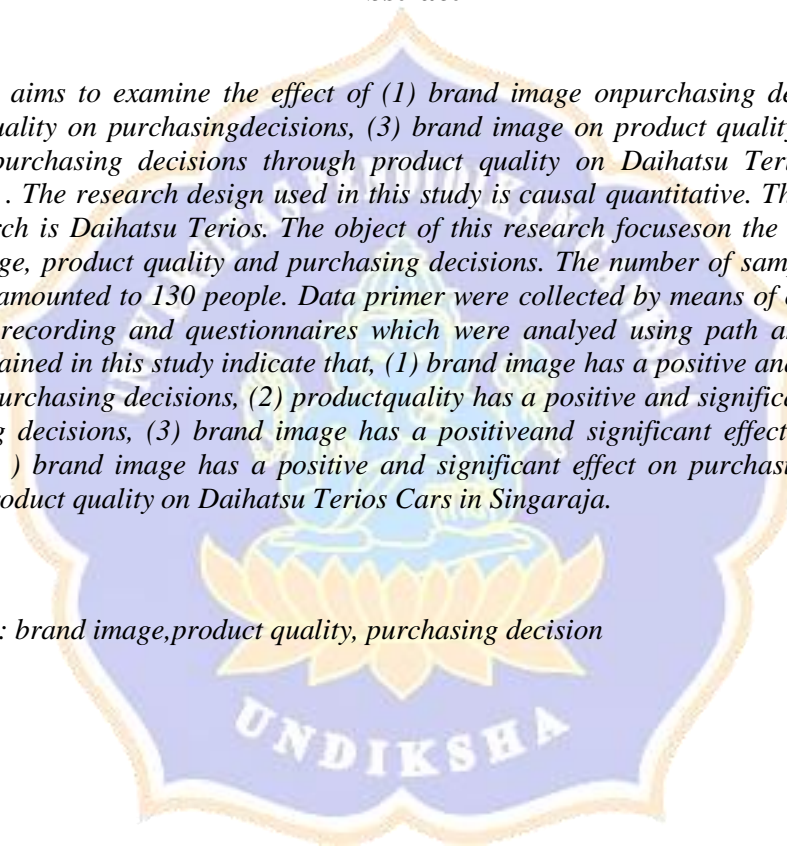 aims to examine the effect of (1) brand image onpurchasing de
uality on purchasingdecisions, (3) brand image on product quality
purchasing decisions through product quality on Daihatsu Teri
. The research design used in this study is causal quantitative. Th
rch is Daihatsu Terios. The object of this research focuseson the
ge, product quality and purchasing decisions. The number of sam
amounted to 130 people. Data primer were collected by means of
recording and questionnaires which were analyed using path a
ained in this study indicate that, (1) brand image has a positive and
urchasing decisions, (2) productquality has a positive and significa
g decisions, (3) brand image has a positiveand significant effect
) brand image has a positive and significant effect on purchasi
roduct quality on Daihatsu Terios Cars in Singaraja.
: brand image,product quality, purchasing decision
UNDIKSHA